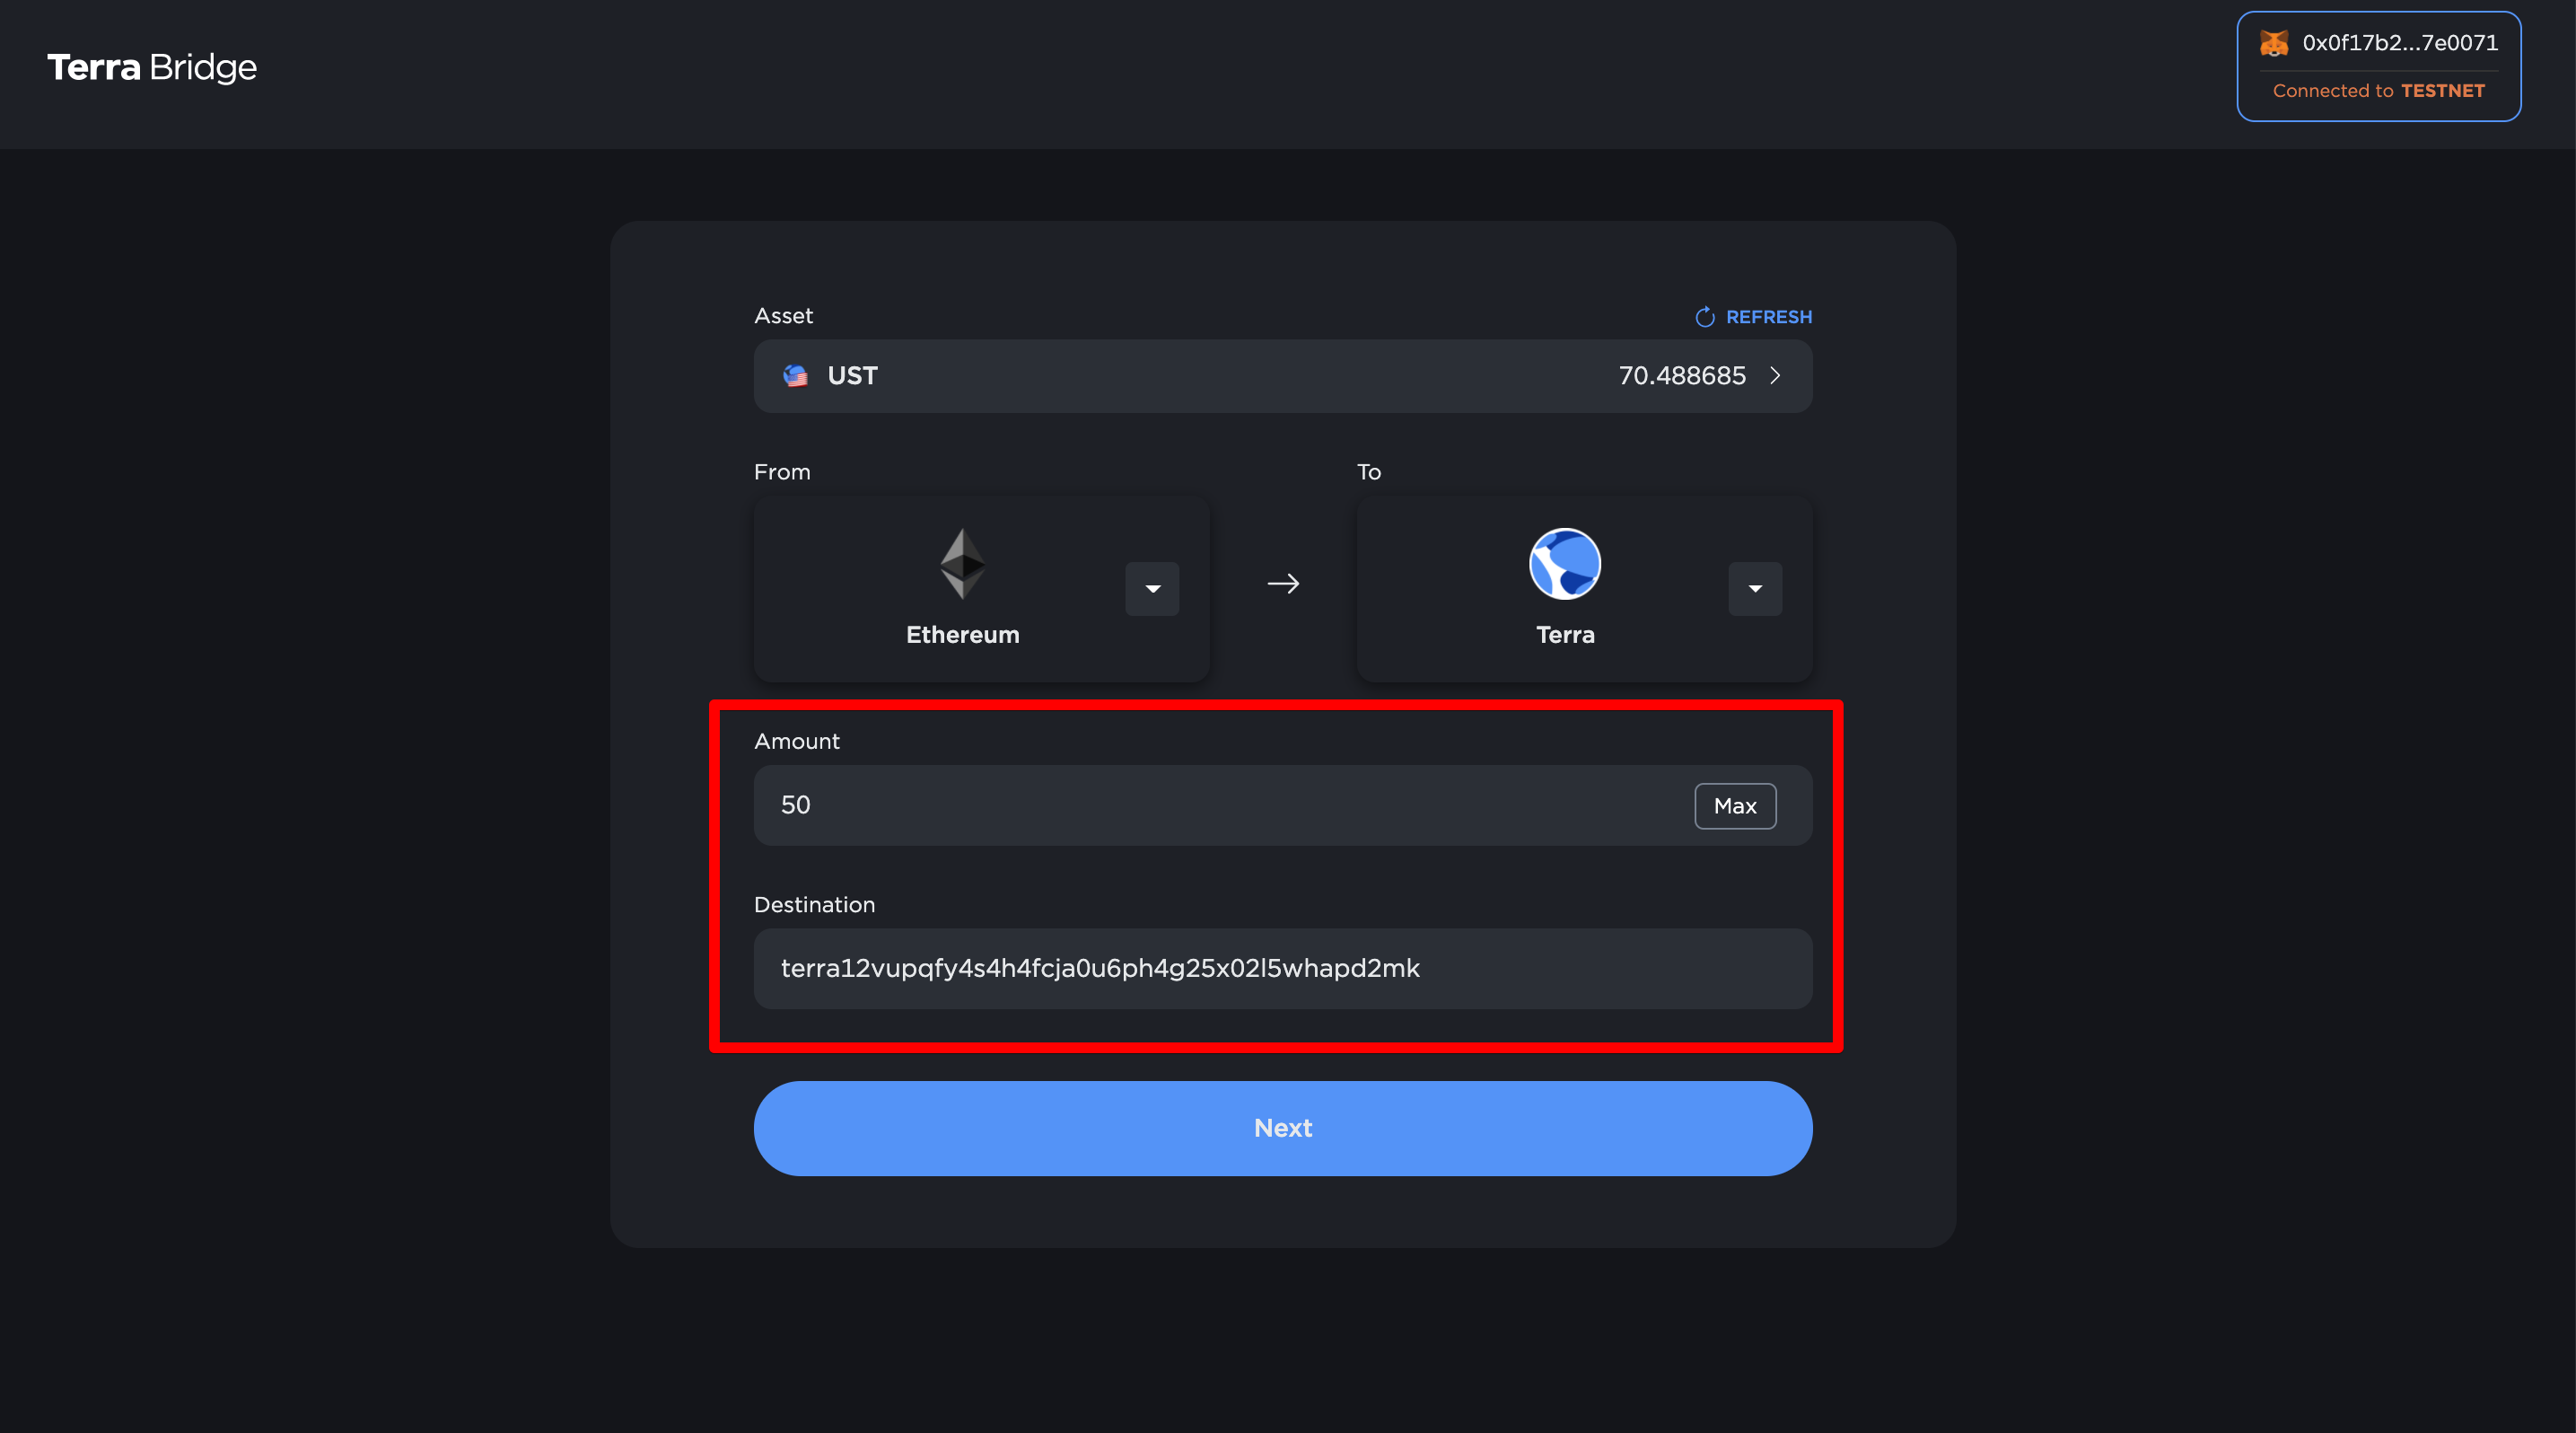 Terra Bridge
0x0f17b2...7e0071
Connected to TESTNET
Asset
REFRESH
UST
70.488685
From
To
Ethereum
Terra
Amount
50
Max
Destination
terra12vupqfy4s4h4fcja0u6ph4g25x02l5whapd2mk
Next